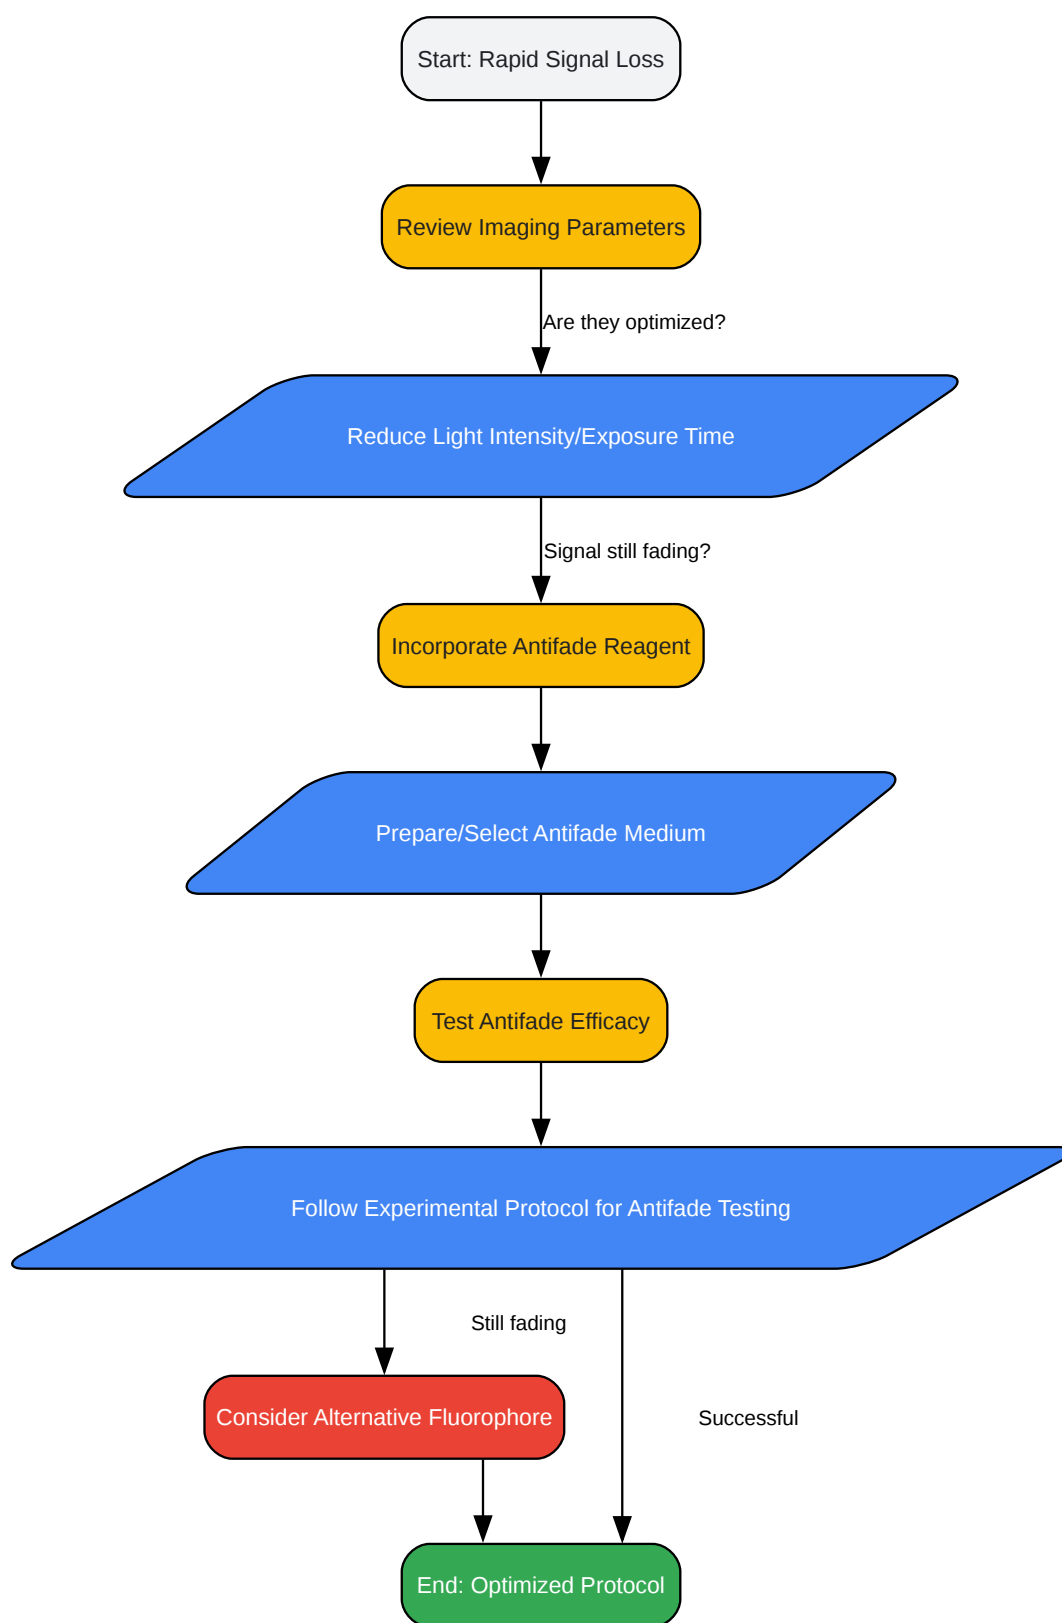 Start: Rapid Signal Loss
Review Imaging Parameters
Are they optimized?
Reduce Light Intensity/Exposure Time
Signal still fading?
Incorporate Antifade Reagent
Prepare/Select Antifade Medium
Test Antifade Efficacy
Follow Experimental Protocol for Antifade Testing
Still fading
Consider Alternative Fluorophore
Successful
End: Optimized Protocol